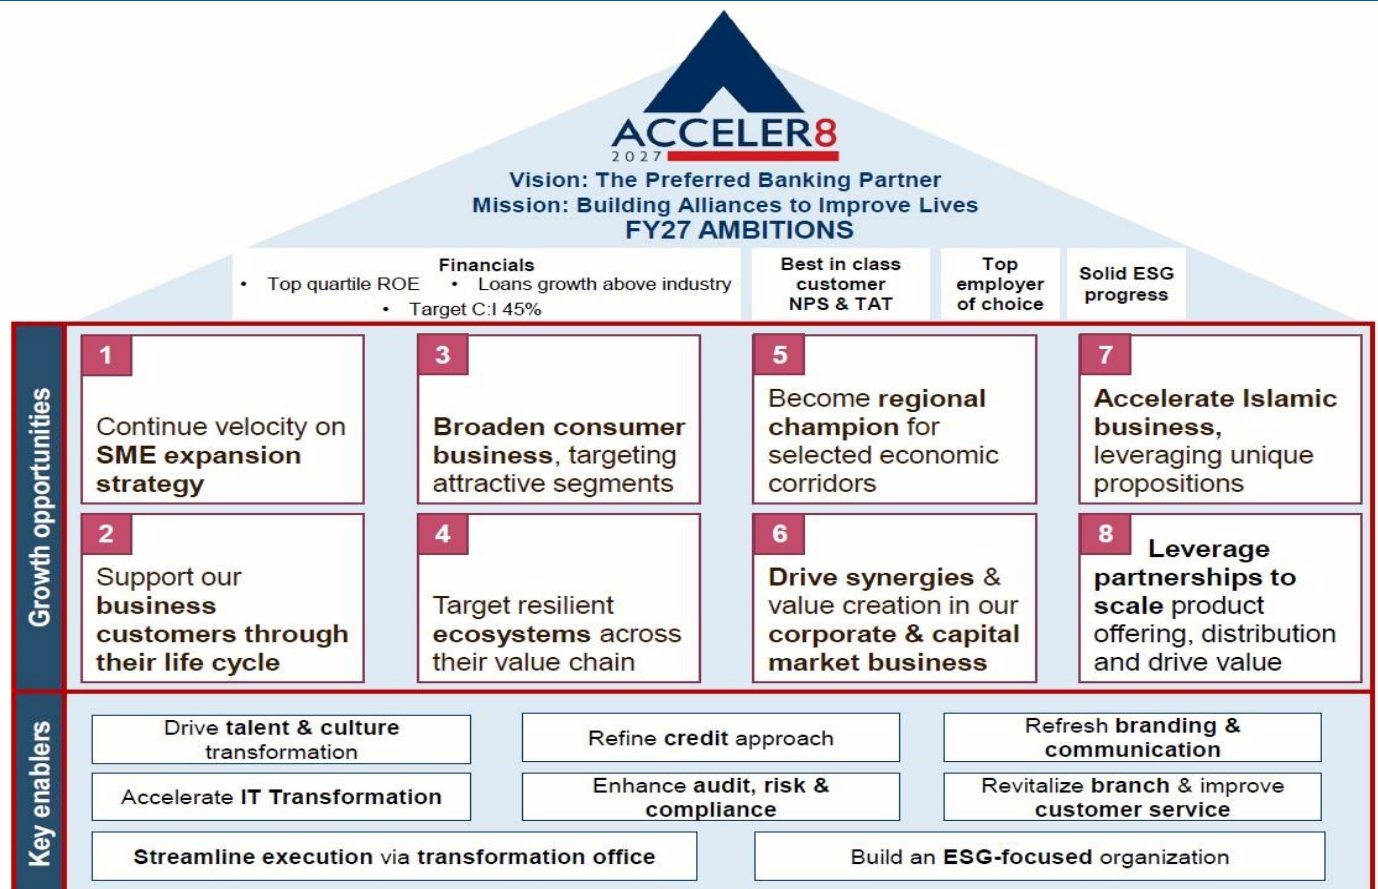 ACCELER8
2027
Vision: The Preferred Banking Partner
Mission: Building Alliances to Improve Lives
FY27 AMBITIONS
Financials
• Top quartile ROE • Loans growth above industry
• Target C:I 45%
Best in class
customer
NPS & TAT
Top
employer
of choice
Solid ESG
progress
Growth opportunities
1
Continue velocity on
SME expansion
strategy
2
Support our
business
customers through
their life cycle
3
Broaden consumer
business, targeting
attractive segments
4
Target resilient
ecosystems across
their value chain
5
Become regional
champion for
selected economic
corridors
6
Drive synergies &
value creation in our
corporate & capital
market business
7
Accelerate Islamic
business,
leveraging unique
propositions
8
Leverage
partnerships to
scale product
offering, distribution
and drive value
Key enablers
Drive talent & culture
transformation
Refine credit approach
Refresh branding &
communication
Accelerate IT Transformation
Enhance audit, risk &
compliance
Revitalize branch & improve
customer service
Streamline execution via transformation office
Build an ESG-focused organization